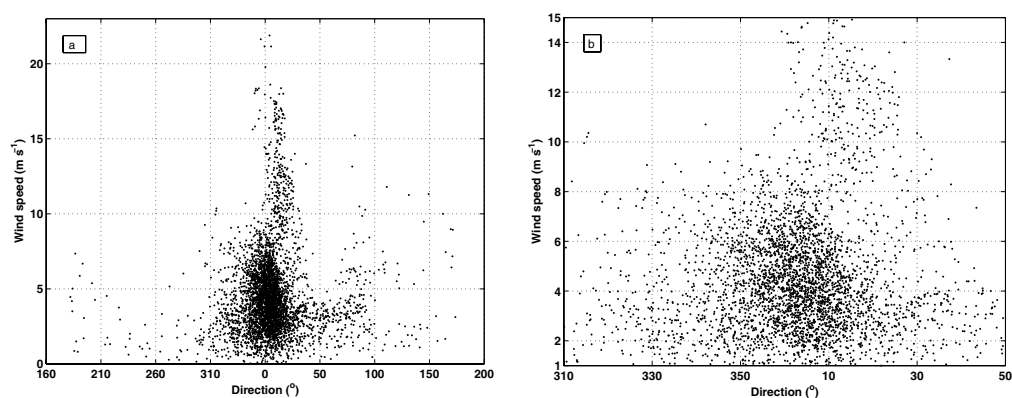 a
20
15
10
5
0
Wind speed (m s⁻¹)
160 210 260 310 0 50 100 150 200
Direction (°)
b
15
14
12
10
8
6
4
2
1
Wind speed (m s⁻¹)
310 330 350 10 30 50
Direction (°)